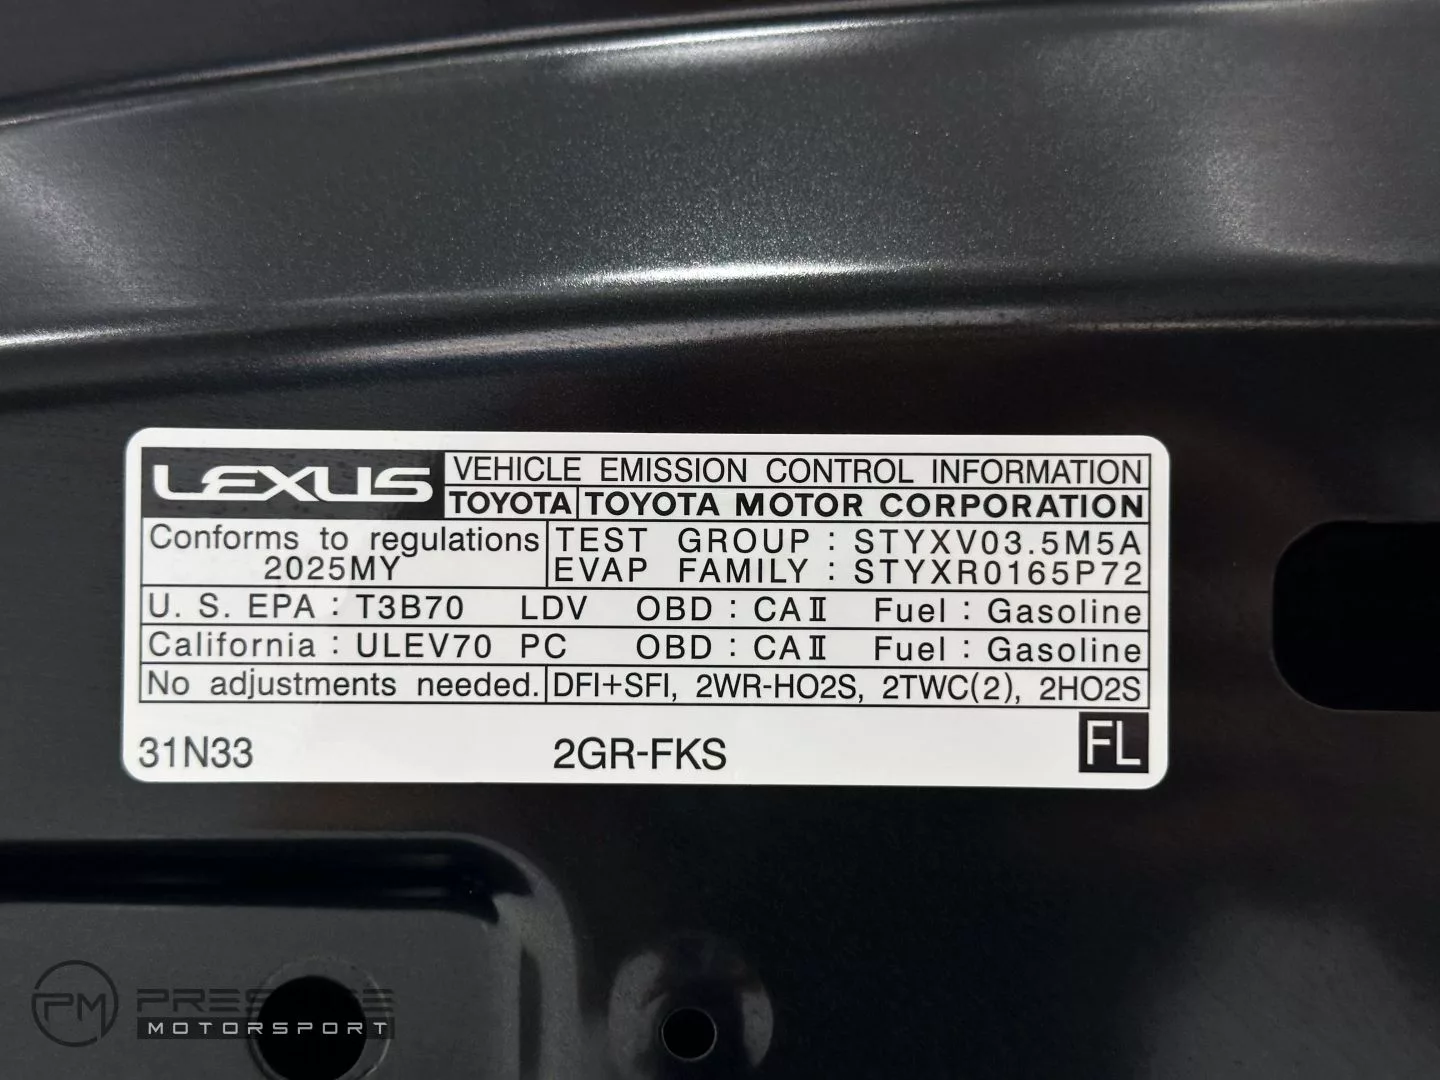 LEXUS VEHICLE EMISSION CONTROL INFORMATION
TOYOTA TOYOTA MOTOR CORPORATION
Conforms to regulations
2025MY
TEST GROUP : STYXV03.5M5A
EVAP FAMILY : STYXR0165P72
U. S. EPA : T3B70 LDV OBD : CAⅡ Fuel : Gasoline
California : ULEV70 PC OBD : CAⅡ Fuel : Gasoline
No adjustments needed. DFI+SFI, 2WR-HO2S, 2TWC(2), 2HO2S
31N33 2GR-FKS FL
PM PRESTIGE
MOTORSPORT